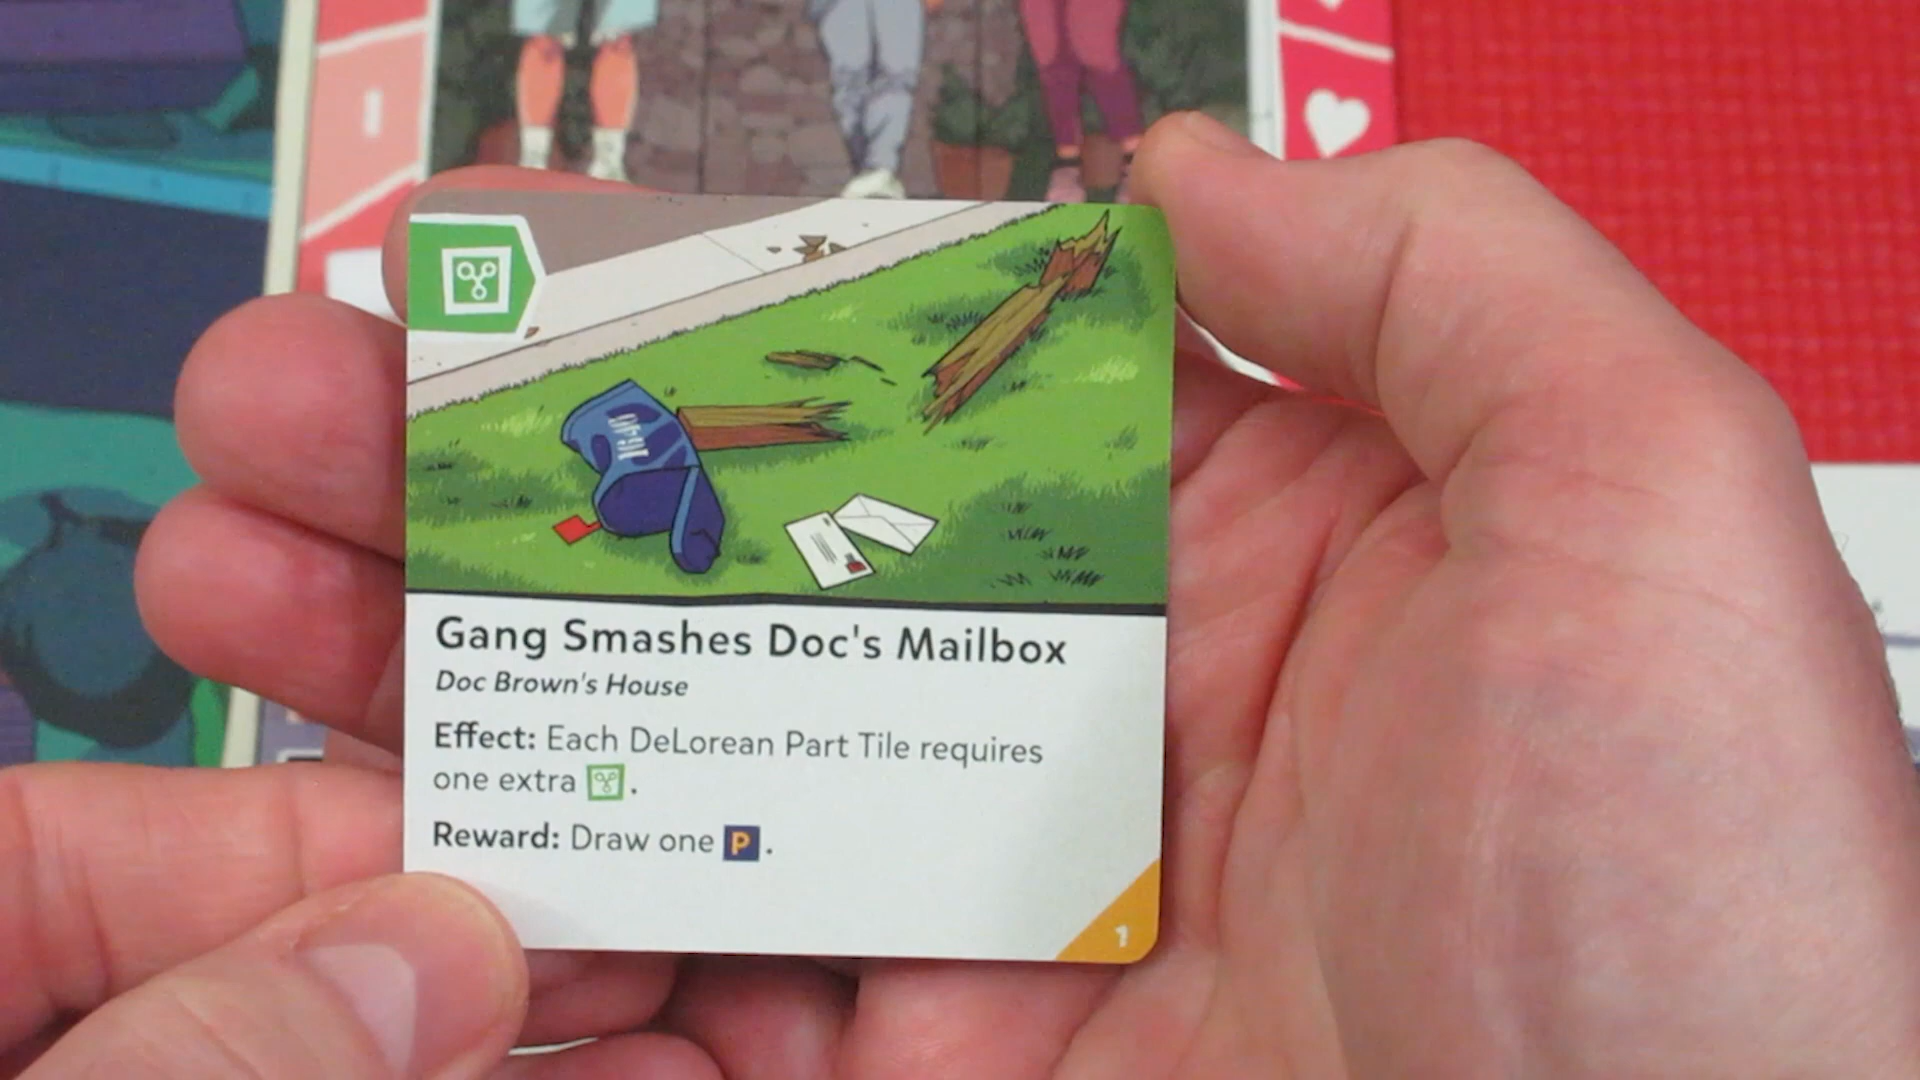 Gang Smashes Doc's Mailbox
Doc Brown's House
Effect: Each DeLorean Part Tile requires
one extra .
Reward: Draw one P .
1